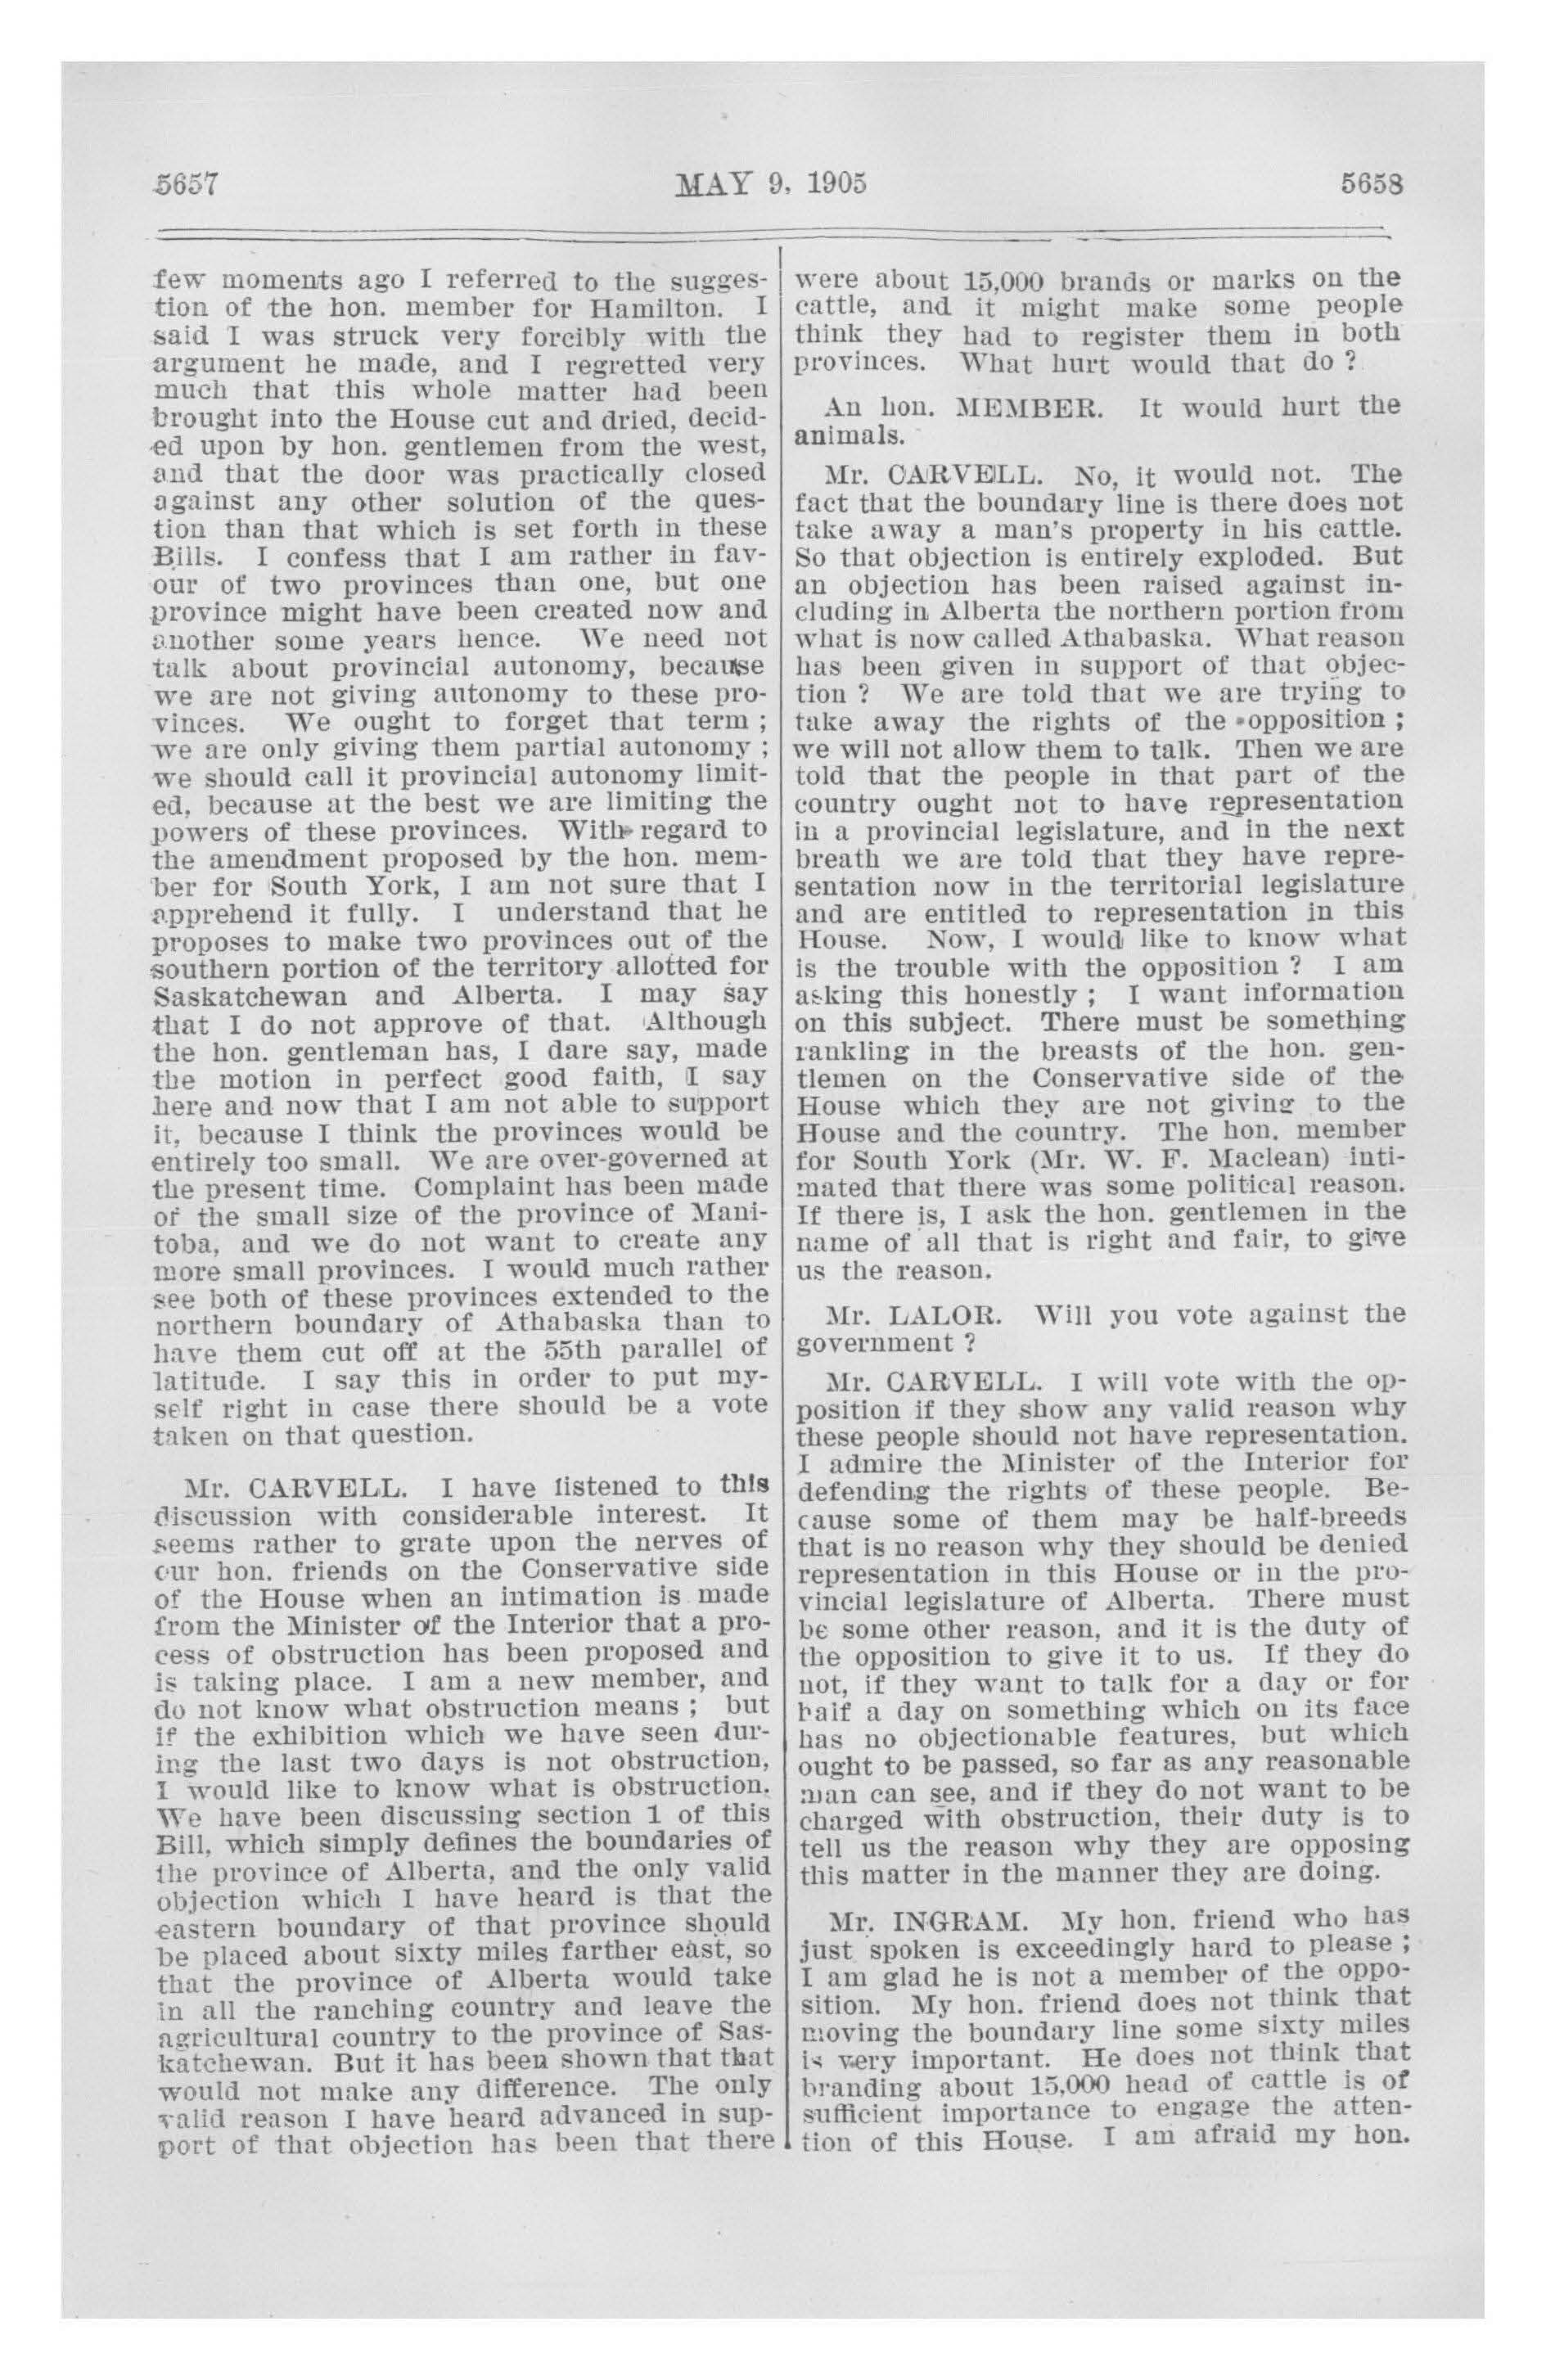 5657 MAY 9, 1905 5658
few moments ago I referred to the sugges-
tion of the hon. member for Hamilton. I
said I was struck very forcibly with the
argument he made, and I regretted very
much that this whole matter had been
brought into the House cut and dried, decid-
ed upon by hon. gentlemen from the west,
and that the door was practically closed
against any other solution of the ques-
tion than that which is set forth in these
Bills. I confess that I am rather in fav-
our of two provinces than one, but one
province might have been created now and
another some years hence. We need not
talk about provincial autonomy, because
we are not giving autonomy to these pro-
vinces. We ought to forget that term ;
we are only giving them partial autonomy ;
we should call it provincial autonomy limit-
ed, because at the best we are limiting the
powers of these provinces. With regard to
the amendment proposed by the hon. mem-
ber for South York, I am not sure that I
apprehend it fully. I understand that he
proposes to make two provinces out of the
southern portion of the territory allotted for
Saskatchewan and Alberta. I may say
that I do not approve of that. Although
the hon. gentleman has, I dare say, made
the motion in perfect good faith, I say
here and now that I am not able to support
it, because I think the provinces would be
entirely too small. We are over-governed at
the present time. Complaint has been made
of the small size of the province of Mani-
toba, and we do not want to create any
more small provinces. I would much rather
see both of these provinces extended to the
northern boundary of Athabaska than to
have them cut off at the 55th parallel of
latitude. I say this in order to put my-
self right in case there should be a vote
taken on that question.
Mr. CARVELL. I have listened to this
discussion with considerable interest. It
seems rather to grate upon the nerves of
our hon. friends on the Conservative side
of the House when an intimation is made
from the Minister of the Interior that a pro-
cess of obstruction has been proposed and
is taking place. I am a new member, and
do not know what obstruction means ; but
if the exhibition which we have seen dur-
ing the last two days is not obstruction,
I would like to know what is obstruction.
We have been discussing section 1 of this
Bill, which simply defines the boundaries of
the province of Alberta, and the only valid
objection which I have heard is that the
eastern boundary of that province should
be placed about sixty miles farther east, so
that the province of Alberta would take
in all the ranching country and leave the
agricultural country to the province of Sas-
katchewan. But it has been shown that that
would not make any difference. The only
valid reason I have heard advanced in sup-
port of that objection has been that there
were about 15,000 brands or marks on the
cattle, and it might make some people
think they had to register them in both
provinces. What hurt would that do ?
An hon. MEMBER. It would hurt the
animals.
Mr. CARVELL. No, it would not. The
fact that the boundary line is there does not
take away a man's property in his cattle.
So that objection is entirely exploded. But
an objection has been raised against in-
cluding in Alberta the northern portion from
what is now called Athabaska. What reason
has been given in support of that objec-
tion ? We are told that we are trying to
take away the rights of the opposition ;
we will not allow them to talk. Then we are
told that the people in that part of the
country ought not to have representation
in a provincial legislature, and in the next
breath we are told that they have repre-
sentation now in the territorial legislature
and are entitled to representation in this
House. Now, I would like to know what
is the trouble with the opposition ? I am
asking this honestly ; I want information
on this subject. There must be something
rankling in the breasts of the hon. gen-
tlemen on the Conservative side of the
House which they are not giving to the
House and the country. The hon. member
for South York (Mr. W. F. Maclean) inti-
mated that there was some political reason.
If there is, I ask the hon. gentlemen in the
name of all that is right and fair, to give
us the reason.
Mr. LALOR. Will you vote against the
government ?
Mr. CARVELL. I will vote with the op-
position if they show any valid reason why
these people should not have representation.
I admire the Minister of the Interior for
defending the rights of these people. Be-
cause some of them may be half-breeds
that is no reason why they should be denied
representation in this House or in the pro-
vincial legislature of Alberta. There must
be some other reason, and it is the duty of
the opposition to give it to us. If they do
not, if they want to talk for a day or for
half a day on something which on its face
has no objectionable features, but which
ought to be passed, so far as any reasonable
man can see, and if they do not want to be
charged with obstruction, their duty is to
tell us the reason why they are opposing
this matter in the manner they are doing.
Mr. INGRAM. My hon. friend who has
just spoken is exceedingly hard to please ;
I am glad he is not a member of the oppo-
sition. My hon. friend does not think that
moving the boundary line some sixty miles
is very important. He does not think that
branding about 15,000 head of cattle is of
sufficient importance to engage the atten-
tion of this House. I am afraid my hon.